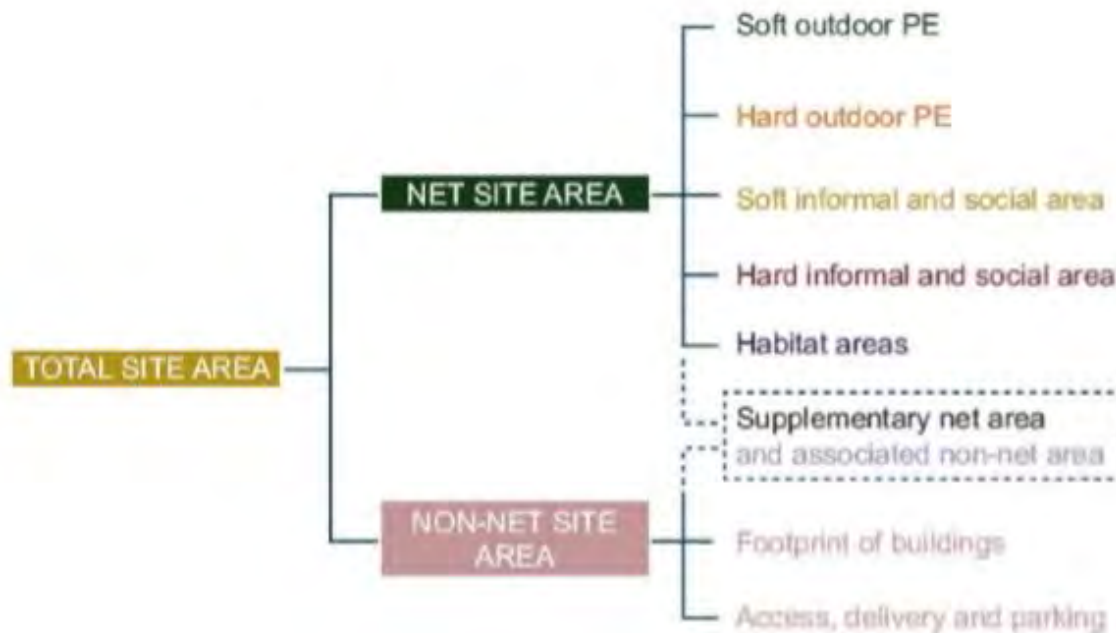 Soft outdoor PE
Hard outdoor PE
NET SITE AREA
Soft informal and social area
Hard informal and social area
Habitat areas
TOTAL SITE AREA
Supplementary net area
and associated non-net area
NON-NET SITE
AREA
Footprint of buildings
Access, delivery and parking